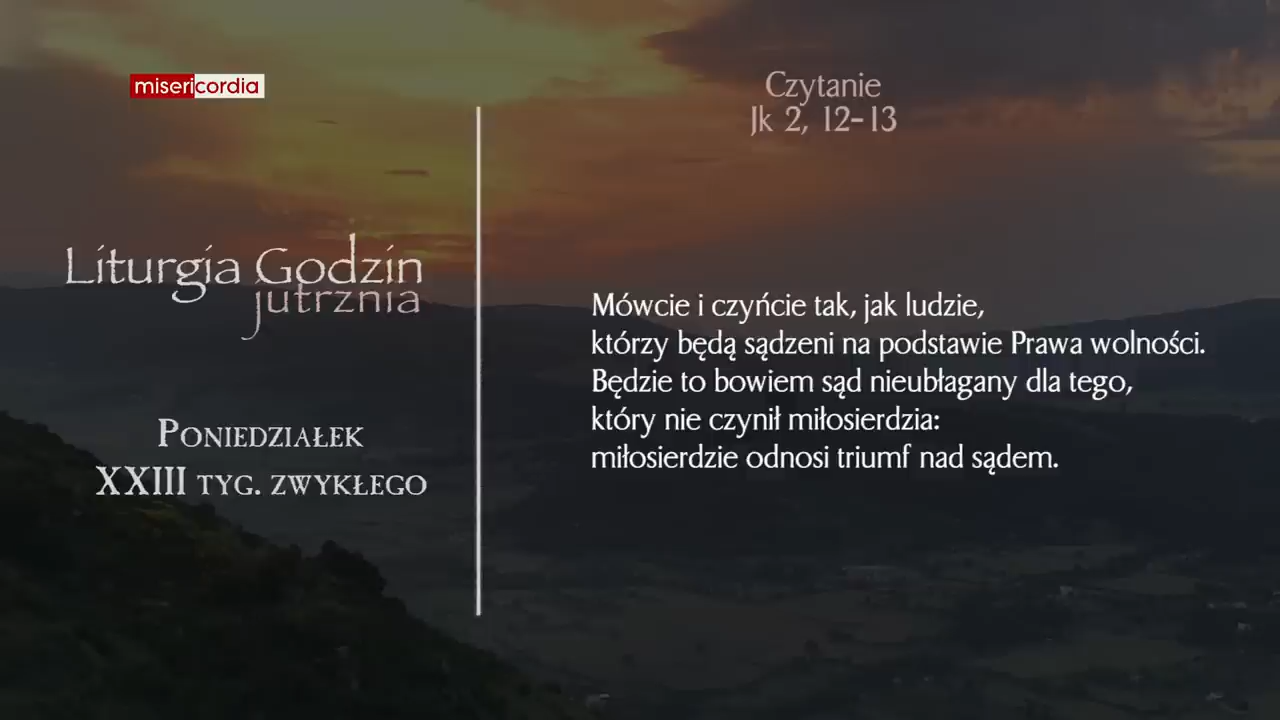 misericordia
Liturgia Godzin
jutrznia
Poniedziałek
XXIII tyg. zwykłego
Czytanie
Jk 2, 12-13
Mówcie i czyńcie tak, jak ludzie,
którzy będą sądzeni na podstawie Prawa wolności.
Będzie to bowiem sąd nieubłagany dla tego,
który nie czynił miłosierdzia:
miłosierdzie odnosi triumf nad sądem.